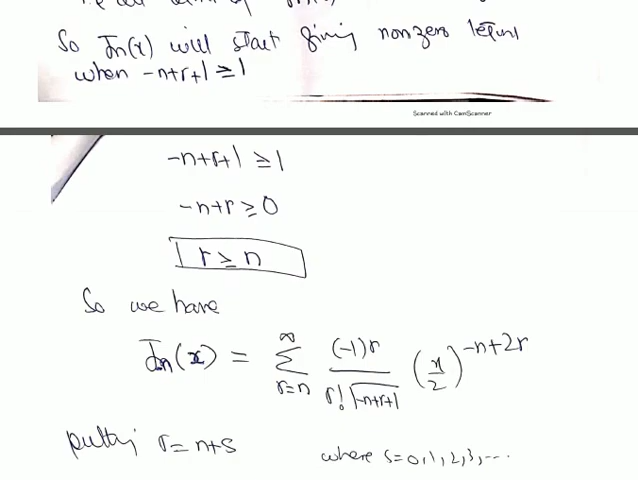 So J-n(x) will start giving nonzero terms
when -n+r+1 ≥ 1
Scanned with CamScanner
-n+r+1 ≥ 1
-n+r ≥ 0
r ≥ n
So we have
J-n(x) = ∑_{r=n}^{∞} (-1)r / r! Γ-n+r+1 (x/2)^{-n+2r}
putting r = n+s
where s=0,1,2,3,....